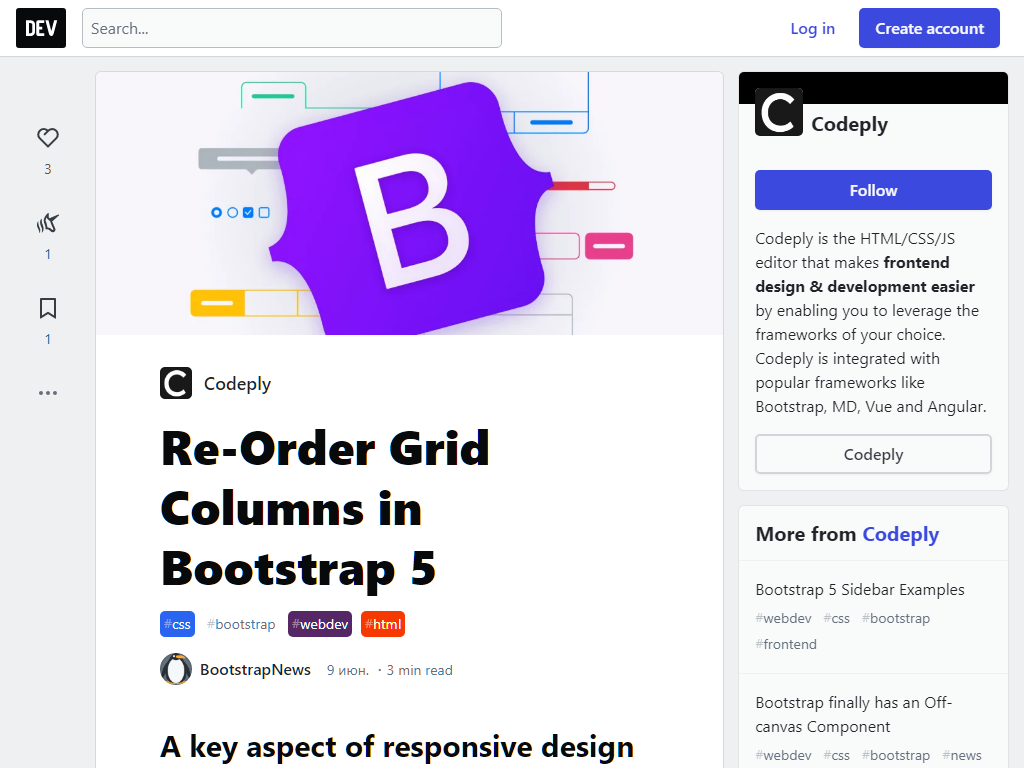 DEV
Search...
Log in
Create account
3
1
1
B
Codeply
Re-Order Grid
Columns in
Bootstrap 5
#css #bootstrap #webdev #html
BootstrapNews 9 июн. · 3 min read
A key aspect of responsive design
C
Codeply
Follow
Codeply is the HTML/CSS/JS
editor that makes frontend
design & development easier
by enabling you to leverage the
frameworks of your choice.
Codeply is integrated with
popular frameworks like
Bootstrap, MD, Vue and Angular.
Codeply
More from Codeply
Bootstrap 5 Sidebar Examples
#webdev #css #bootstrap
#frontend
Bootstrap finally has an Off-
canvas Component
#webdev #css #bootstrap #news